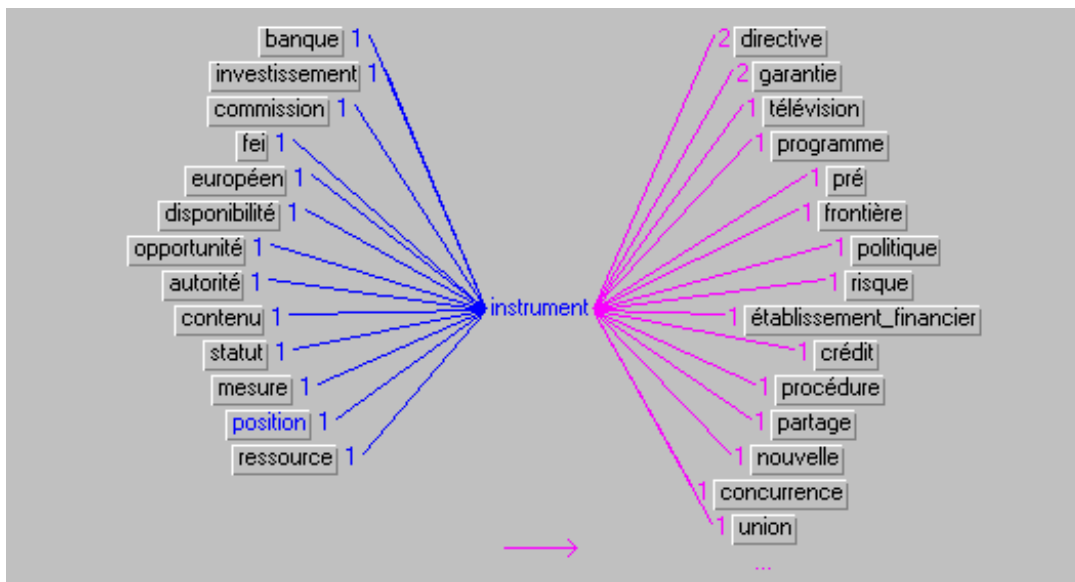 banque 1
investissement 1
commission 1
fei 1
européen 1
disponibilité 1
opportunité 1
autorité 1
contenu 1
statut 1
mesure 1
position 1
ressource 1
instrument
2 directive
2 garantie
1 télévision
1 programme
1 pré
1 frontière
1 politique
1 risque
1 établissement_financier
1 crédit
1 procédure
1 partage
1 nouvelle
1 concurrence
1 union
...